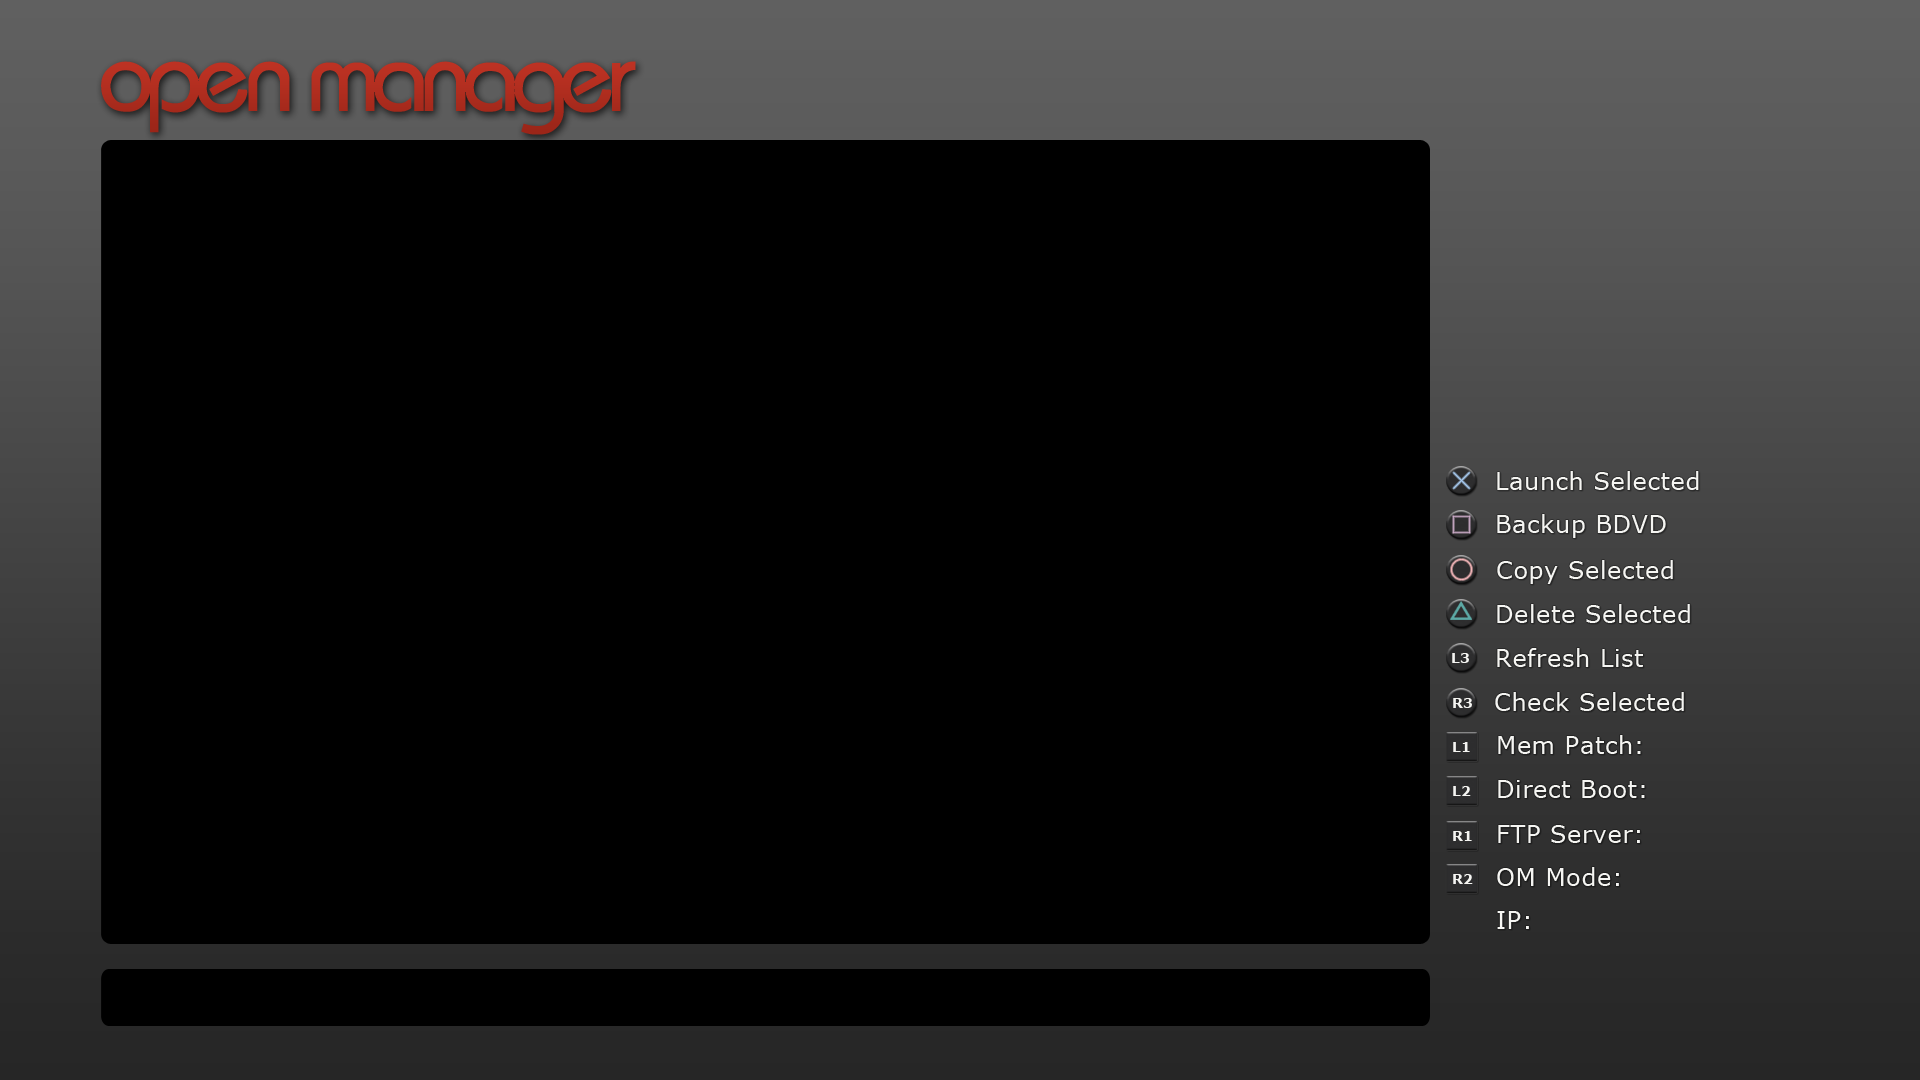 open manager
Launch Selected
Backup BDVD
Copy Selected
Delete Selected
L3 Refresh List
R3 Check Selected
L1 Mem Patch:
L2 Direct Boot:
R1 FTP Server:
R2 OM Mode:
IP: